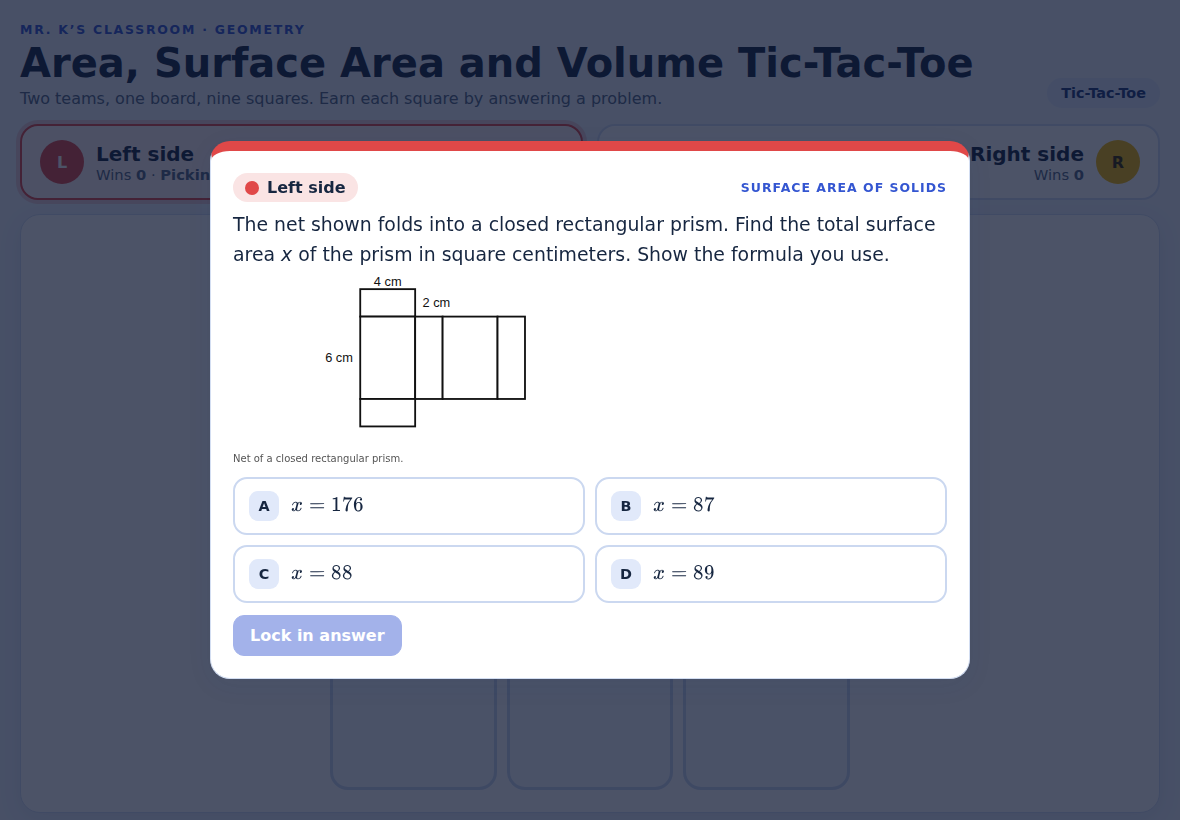 MR. K'S CLASSROOM · GEOMETRY
Area, Surface Area and Volume Tic-Tac-Toe
Two teams, one board, nine squares. Earn each square by answering a problem.
Tic-Tac-Toe
L
Left side
Wins 0 · Pickin
Right side
Wins 0
R
Left side
SURFACE AREA OF SOLIDS
The net shown folds into a closed rectangular prism. Find the total surface
area x of the prism in square centimeters. Show the formula you use.
4 cm
2 cm
6 cm
Net of a closed rectangular prism.
A x = 176
B x = 87
C x = 88
D x = 89
Lock in answer